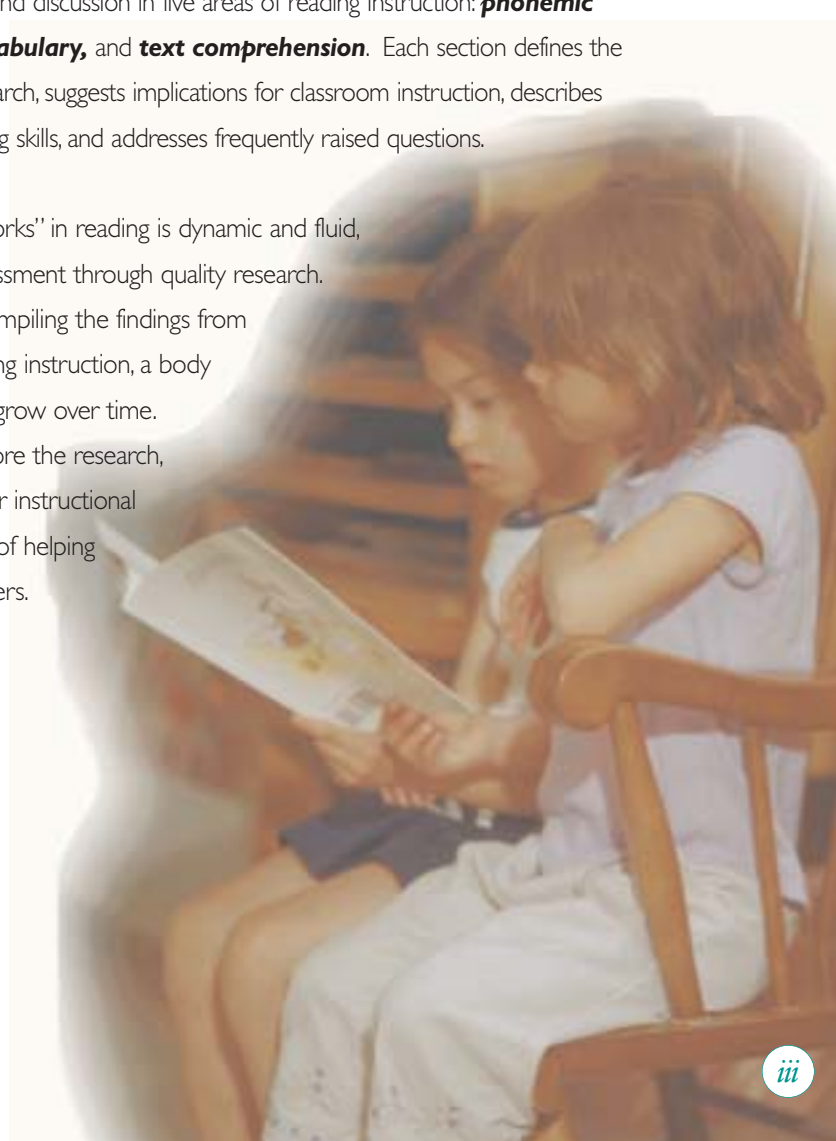 nd discussion in five areas of reading instruction: phonemic
abulary, and text comprehension. Each section defines the
arch, suggests implications for classroom instruction, describes
g skills, and addresses frequently raised questions.
orks” in reading is dynamic and fluid,
ssment through quality research.
mpiling the findings from
ng instruction, a body
grow over time.
ore the research,
r instructional
of helping
ers.
iii